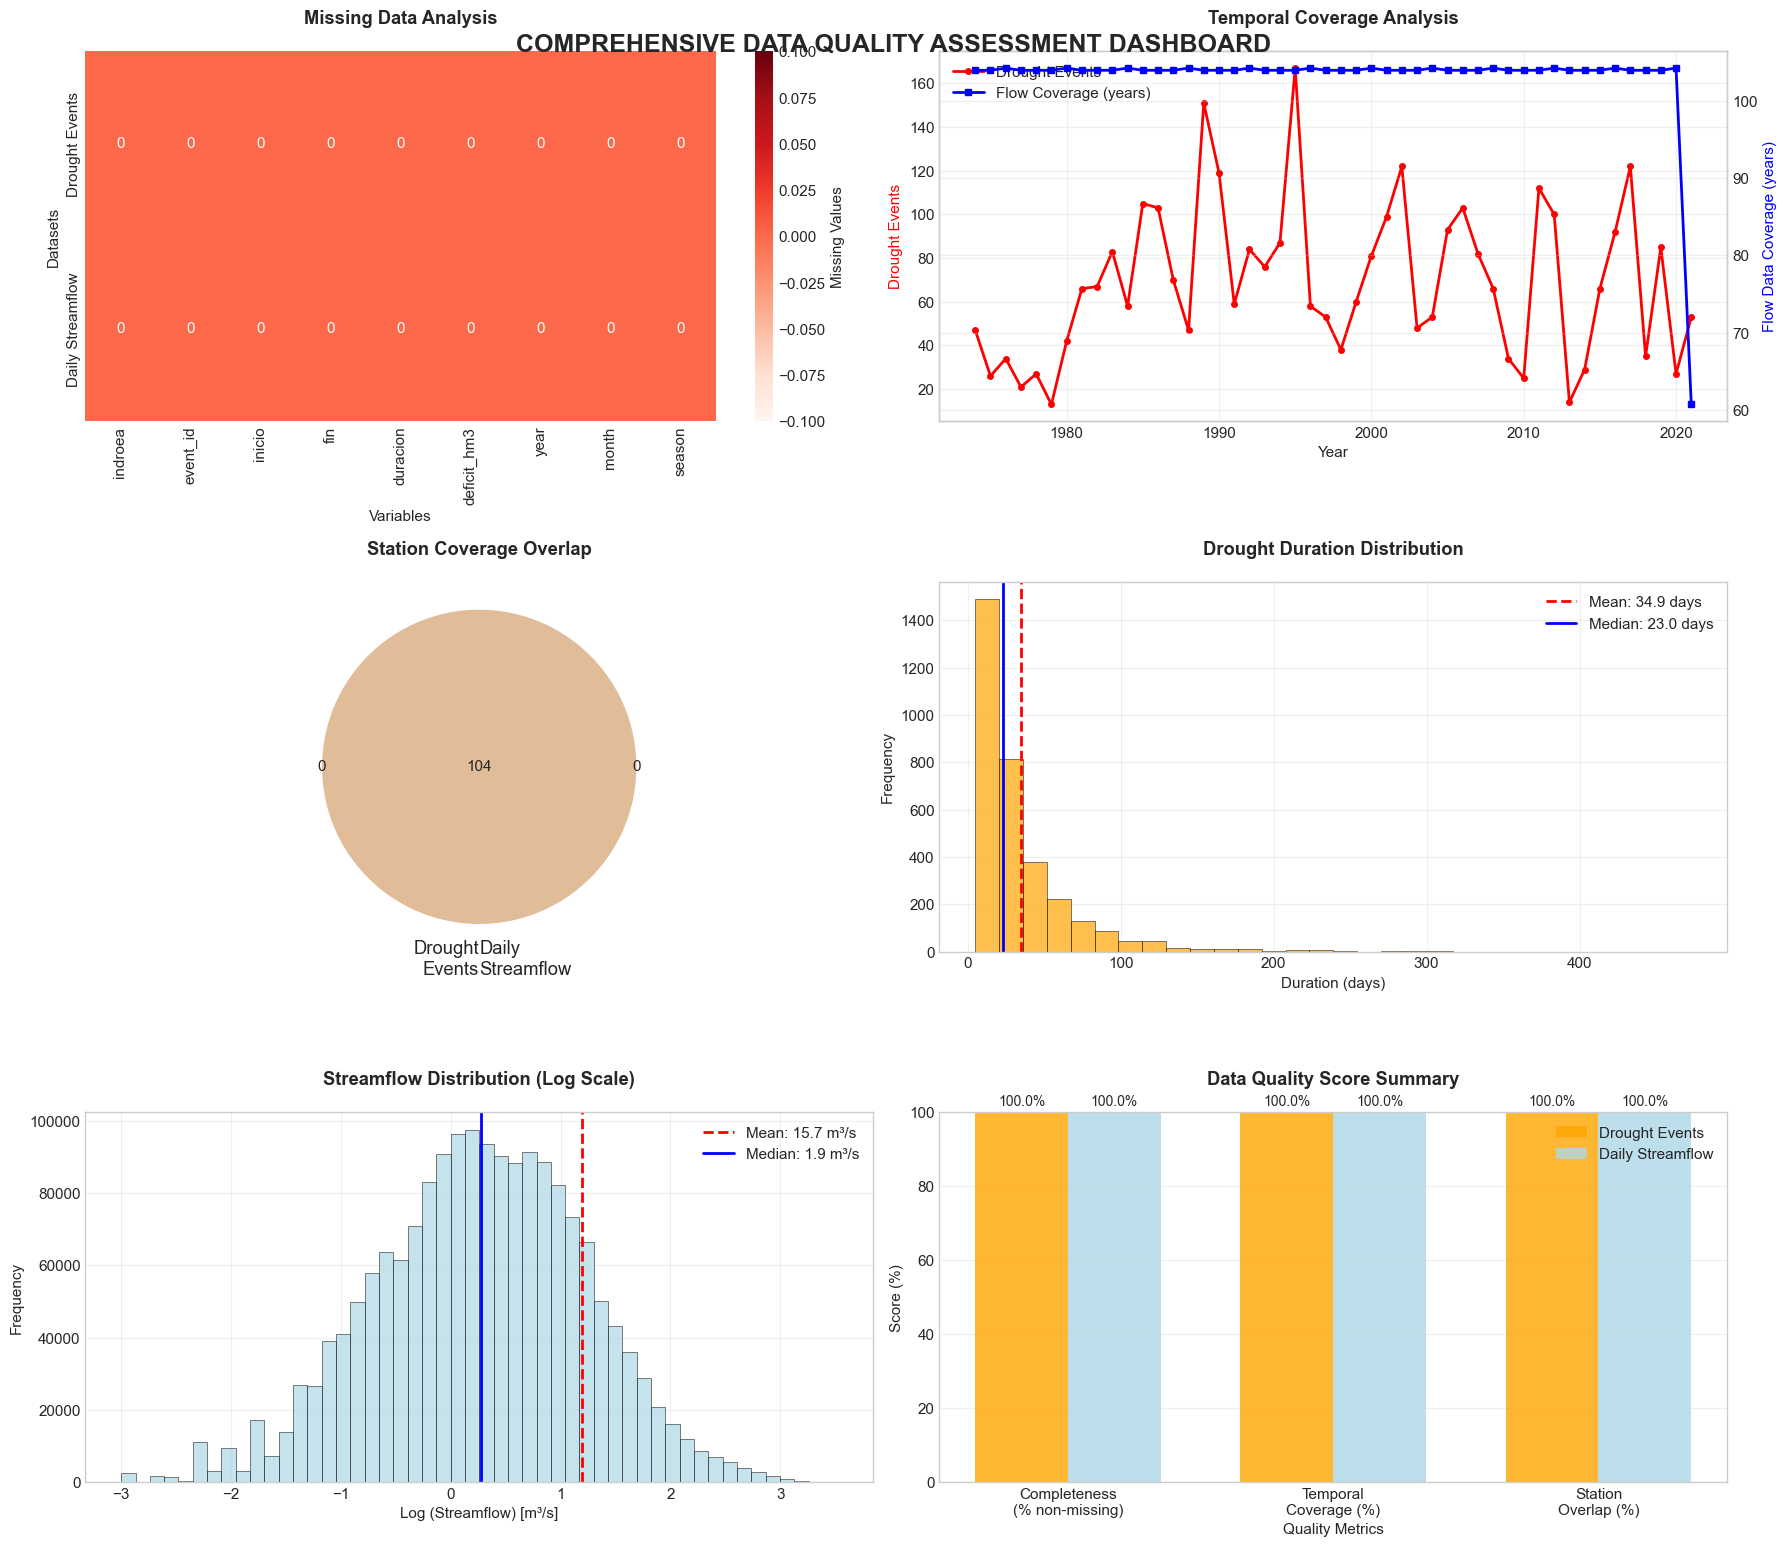 Missing Data Analysis
Temporal Coverage Analysis
COMPREHENSIVE DATA QUALITY ASSESSMENT DASHBOARD
Datasets
Drought Events
Daily Streamflow
0 0 0 0 0 0 0 0 0
0 0 0 0 0 0 0 0 0
indroea
event_id
inicio
fin
duracion
deficit_hm3
year
month
season
Variables
0.100
0.075
0.050
0.025
0.000
−0.025
−0.050
−0.075
−0.100
Missing Values
Drought Events
Flow Coverage (years)
Drought Events
160
140
120
100
80
60
40
20
1980 1990 2000 2010 2020
Year
100
90
80
70
60
Flow Data Coverage (years)
Station Coverage Overlap
0 104 0
Drought
Events
Daily
Streamflow
Drought Duration Distribution
Mean: 34.9 days
Median: 23.0 days
Frequency
1400
1200
1000
800
600
400
200
0
0 100 200 300 400
Duration (days)
Streamflow Distribution (Log Scale)
Mean: 15.7 m³/s
Median: 1.9 m³/s
Frequency
100000
80000
60000
40000
20000
0
−3 −2 −1 0 1 2 3
Log (Streamflow) [m³/s]
Data Quality Score Summary
100.0% 100.0% 100.0% 100.0% 100.0% 100.0%
Drought Events
Daily Streamflow
Score (%)
100
80
60
40
20
0
Completeness
(% non-missing)
Temporal
Coverage (%)
Station
Overlap (%)
Quality Metrics